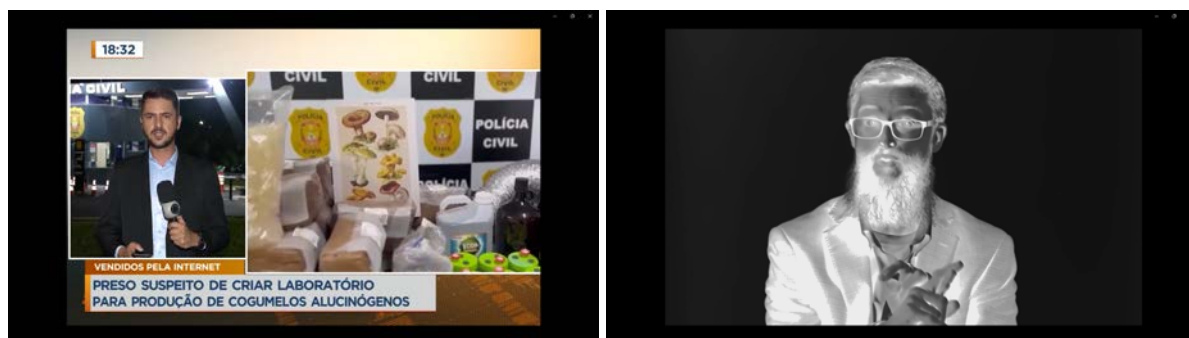 18:32
A CIVIL
CIVIL
CIVIL
POLÍCIA
CIVIL
VENDIDOS PELA INTERNET
PRESO SUSPEITO DE CRIAR LABORATÓRIO
PARA PRODUÇÃO DE COGUMELOS ALUCINÓGENOS